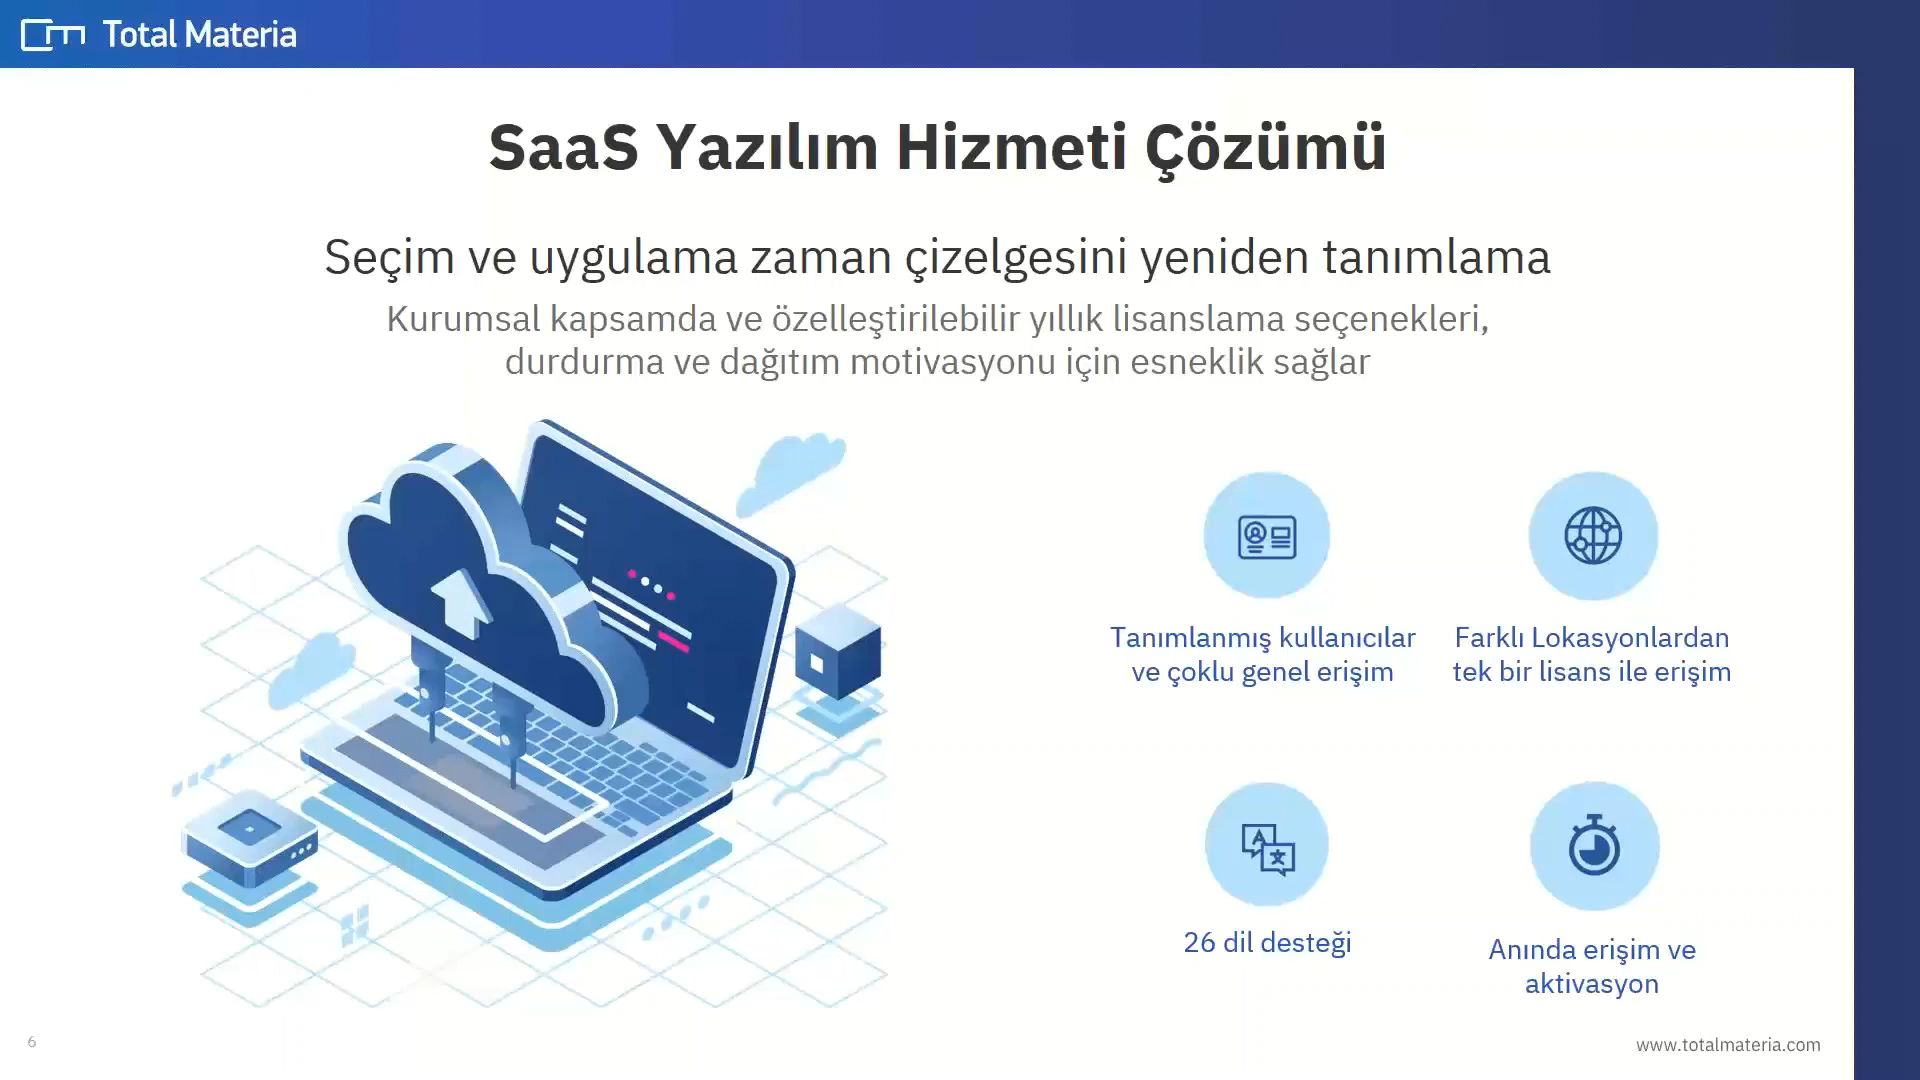 Total Materia
SaaS Yazılım Hizmeti Çözümü
Seçim ve uygulama zaman çizelgesini yeniden tanımlama
Kurumsal kapsamda ve özelleştirilebilir yıllık lisanslama seçenekleri,
durdurma ve dağıtım motivasyonu için esneklik sağlar
Tanımlanmış kullanıcılar
ve çoklu genel erişim
Farklı Lokasyonlardan
tek bir lisans ile erişim
26 dil desteği
Anında erişim ve
aktivasyon
6
www.totalmateria.com